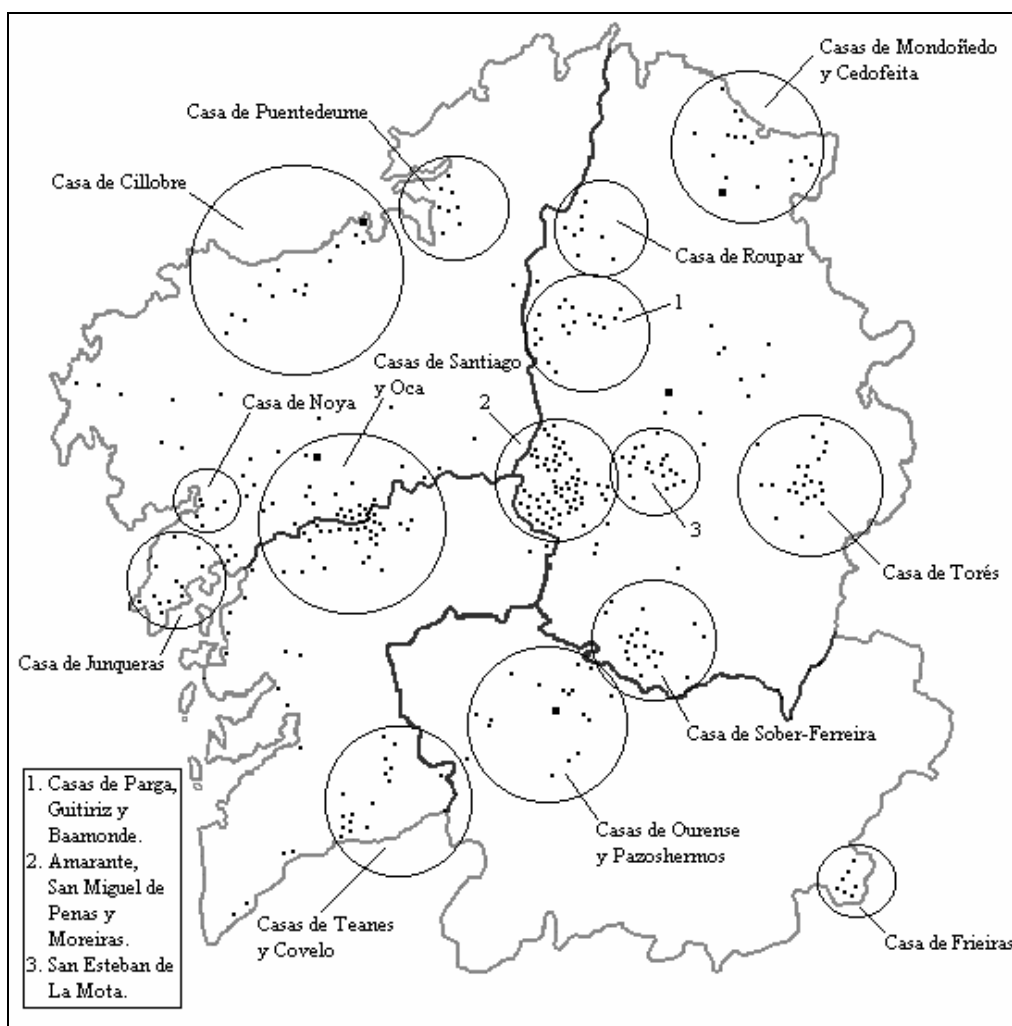 Casas de Mondoñedo
y Cedofeita
Casa de Puentedeume
Casa de Cillobre
Casa de Roupar
1
Casas de Santiago
y Oca
Casa de Noya
2
3
Casa de Torés
Casa de Junqueras
Casa de Sober-Ferreira
1. Casas de Parga,
Guitiriz y
Baamonde.
2. Amarante,
San Miguel de
Penas y
Moreiras.
3. San Esteban de
La Mota.
Casas de Ourense
y Pazoshermos
Casas de Teanes
y Covelo
Casa de Frieiras